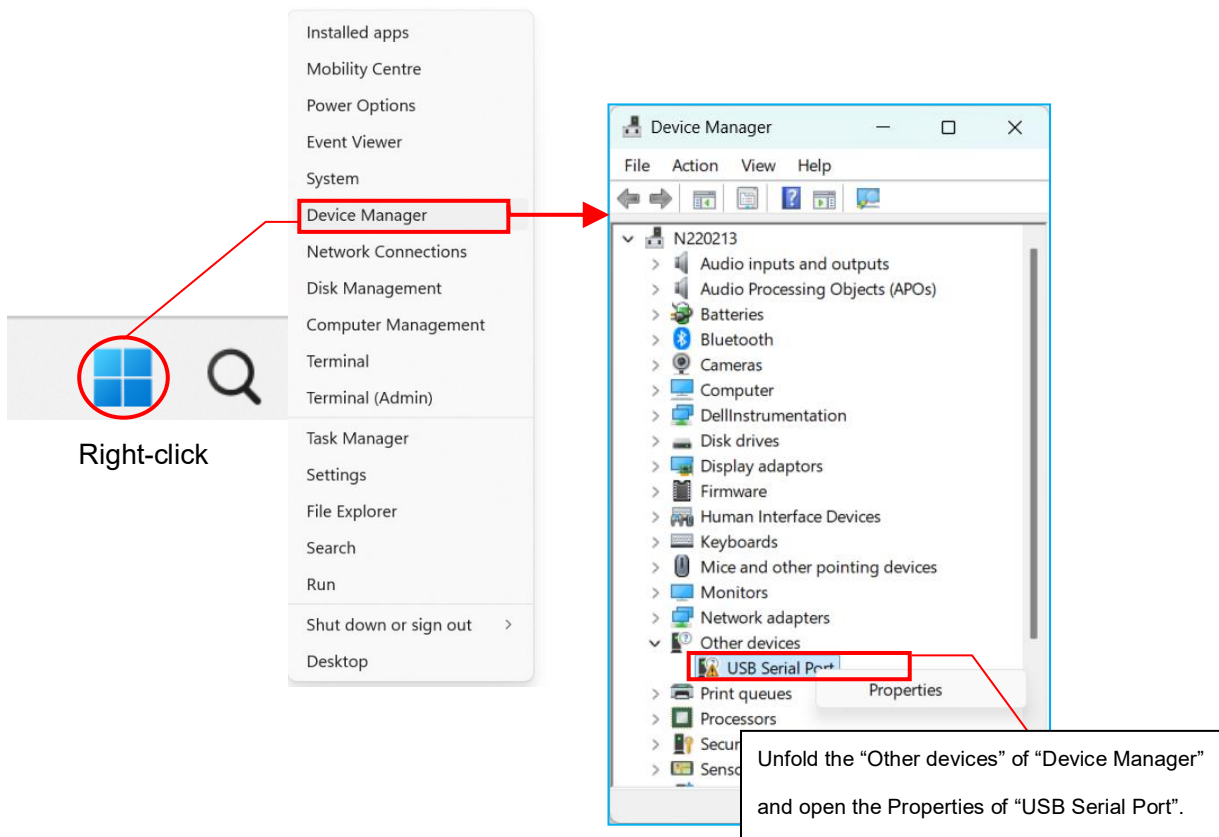 Installed apps
Mobility Centre
Power Options
Event Viewer
System
Device Manager
Network Connections
Disk Management
Computer Management
Terminal
Terminal (Admin)
Task Manager
Settings
File Explorer
Search
Run
Shut down or sign out
Desktop
Right-click
Device Manager
File Action View Help
N220213
Audio inputs and outputs
Audio Processing Objects (APOs)
Batteries
Bluetooth
Cameras
Computer
DellInstrumentation
Disk drives
Display adaptors
Firmware
Human Interface Devices
Keyboards
Mice and other pointing devices
Monitors
Network adapters
Other devices
USB Serial Port
Properties
Print queues
Processors
Secur
Senso
Unfold the “Other devices” of “Device Manager”
and open the Properties of “USB Serial Port”.